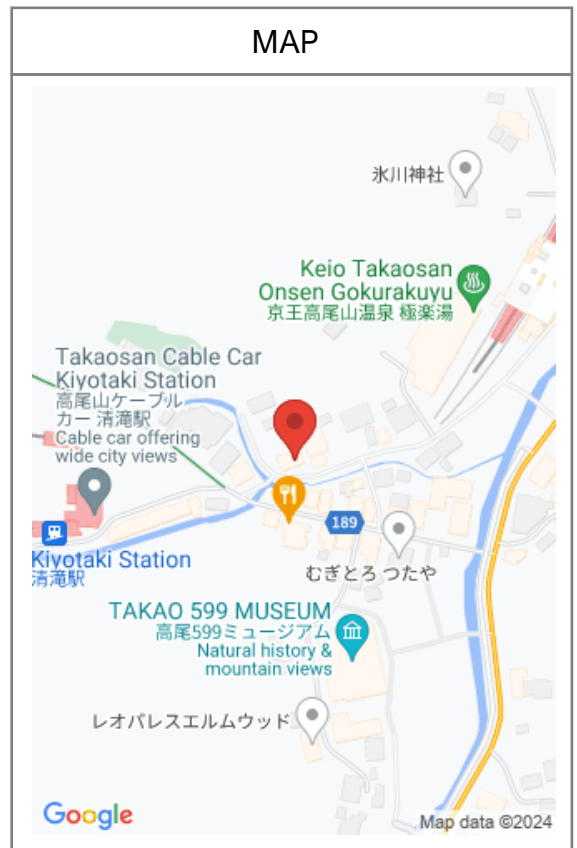 MAP
氷川神社
Keio Takaosan
Onsen Gokurakuyu
京王高尾山温泉 極楽湯
Takaosan Cable Car
Kiyotaki Station
高尾山ケーブル
カー 清滝駅
Cable car offering
wide city views
189
Kiyotaki Station
清滝駅
むぎとろ つたや
TAKAO 599 MUSEUM
高尾599ミュージアム
Natural history &
mountain views
レオパレスエルムウッド
Google
Map data ©2024